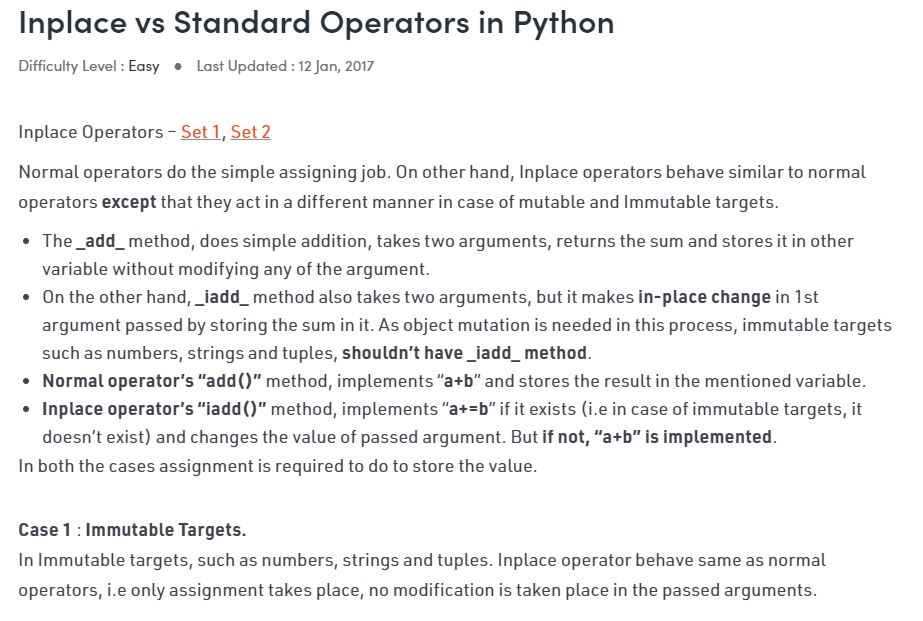 Inplace vs Standard Operators in Python
Difficulty Level : Easy ● Last Updated : 12 Jan, 2017
Inplace Operators – Set 1, Set 2
Normal operators do the simple assigning job. On other hand, Inplace operators behave similar to normal
operators except that they act in a different manner in case of mutable and Immutable targets.
• The _add_ method, does simple addition, takes two arguments, returns the sum and stores it in other
variable without modifying any of the argument.
• On the other hand, _iadd_ method also takes two arguments, but it makes in-place change in 1st
argument passed by storing the sum in it. As object mutation is needed in this process, immutable targets
such as numbers, strings and tuples, shouldn't have _iadd_ method.
• Normal operator's “add()” method, implements “a+b” and stores the result in the mentioned variable.
• Inplace operator's “iadd()” method, implements “a+=b” if it exists (i.e in case of immutable targets, it
doesn't exist) and changes the value of passed argument. But if not, “a+b” is implemented.
In both the cases assignment is required to do to store the value.
Case 1 : Immutable Targets.
In Immutable targets, such as numbers, strings and tuples. Inplace operator behave same as normal
operators, i.e only assignment takes place, no modification is taken place in the passed arguments.